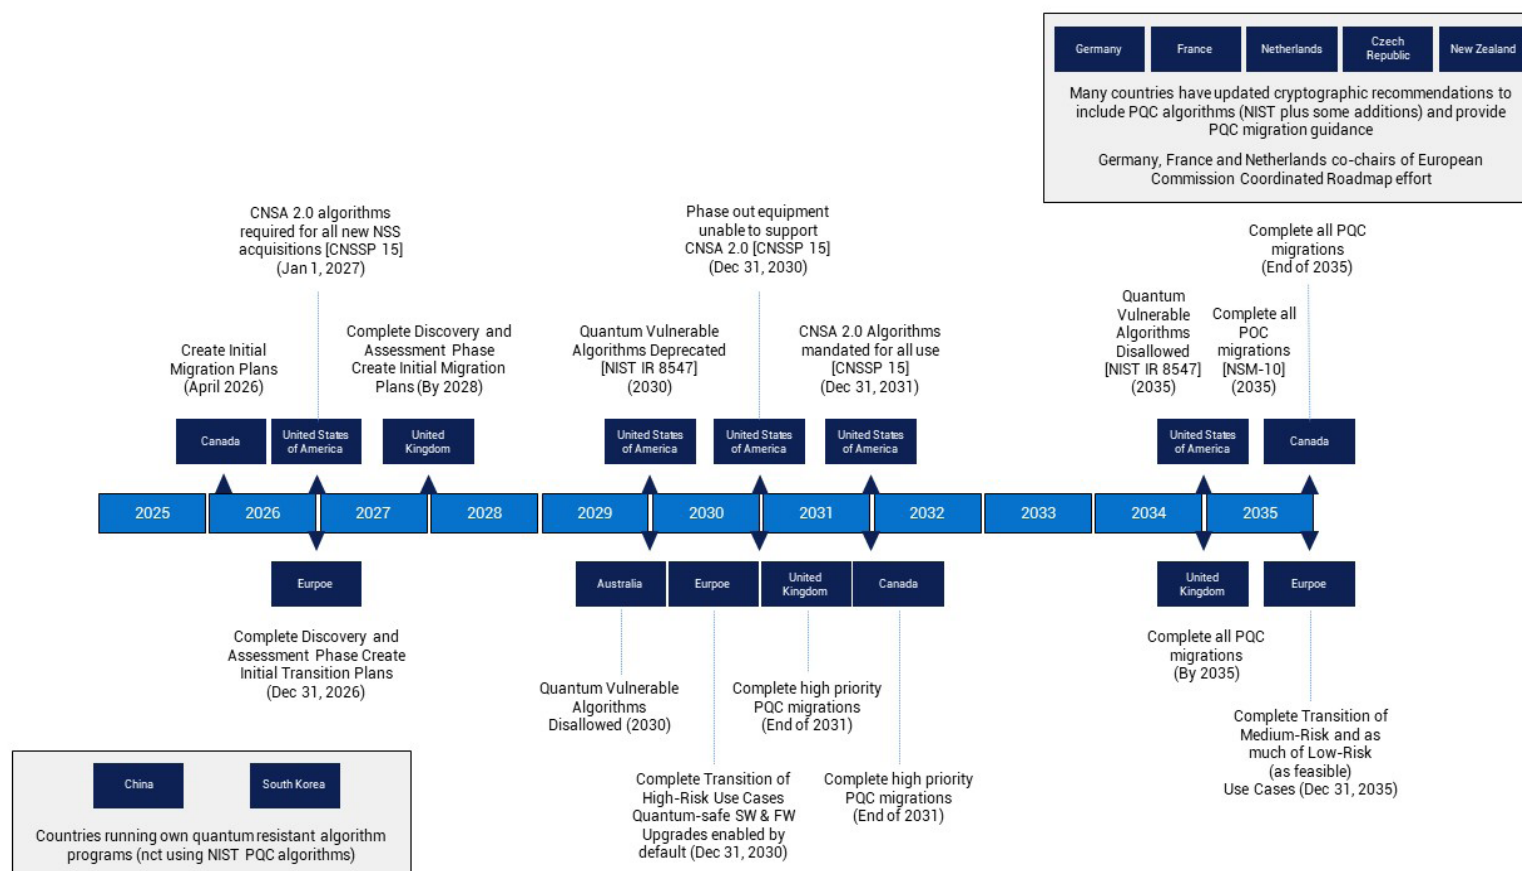 Germany
France
Netherlands
Czech
Republic
New Zealand
Many countries have updated cryptographic recommendations to
include PQC algorithms (NIST plus some additions) and provide
PQC migration guidance
Germany, France and Netherlands co-chairs of European
Commission Coordinated Roadmap effort
CNSA 2.0 algorithms
required for all new NSS
acquisitions [CNSSP 15]
(Jan 1, 2027)
Phase out equipment
unable to support
CNSA 2.0 [CNSSP 15]
(Dec 31, 2030)
Complete all PQC
migrations
(End of 2035)
Create Initial
Migration Plans
(April 2026)
Complete Discovery and
Assessment Phase
Create Initial Migration
Plans (By 2028)
Quantum Vulnerable
Algorithms Deprecated
[NIST IR 8547]
(2030)
CNSA 2.0 Algorithms
mandated for all use
[CNSSP 15]
(Dec 31, 2031)
Quantum
Vulnerable
Algorithms
Disallowed
[NIST IR 8547]
(2035)
Complete all
POC
migrations
[NSM-10]
(2035)
Canada
United States
of America
United
Kingdom
United States
of America
United States
of America
United States
of America
United States
of America
Canada
2025
2026
2027
2028
2029
2030
2031
2032
2033
2034
2035
Eurpoe
Australia
Eurpoe
United
Kingdom
Canada
United
Kingdom
Eurpoe
Complete Discovery and
Assessment Phase Create
Initial Transition Plans
(Dec 31, 2026)
Quantum Vulnerable
Algorithms
Disallowed (2030)
Complete Transition of
High-Risk Use Cases
Quantum-safe SW & FW
Upgrades enabled by
default (Dec 31, 2030)
Complete high priority
PQC migrations
(End of 2031)
Complete high priority
PQC migrations
(End of 2031)
Complete all PQC
migrations
(By 2035)
Complete Transition of
Medium-Risk and as
much of Low-Risk
(as feasible)
Use Cases (Dec 31, 2035)
China
South Korea
Countries running own quantum resistant algorithm
programs (nct using NIST PQC algorithms)